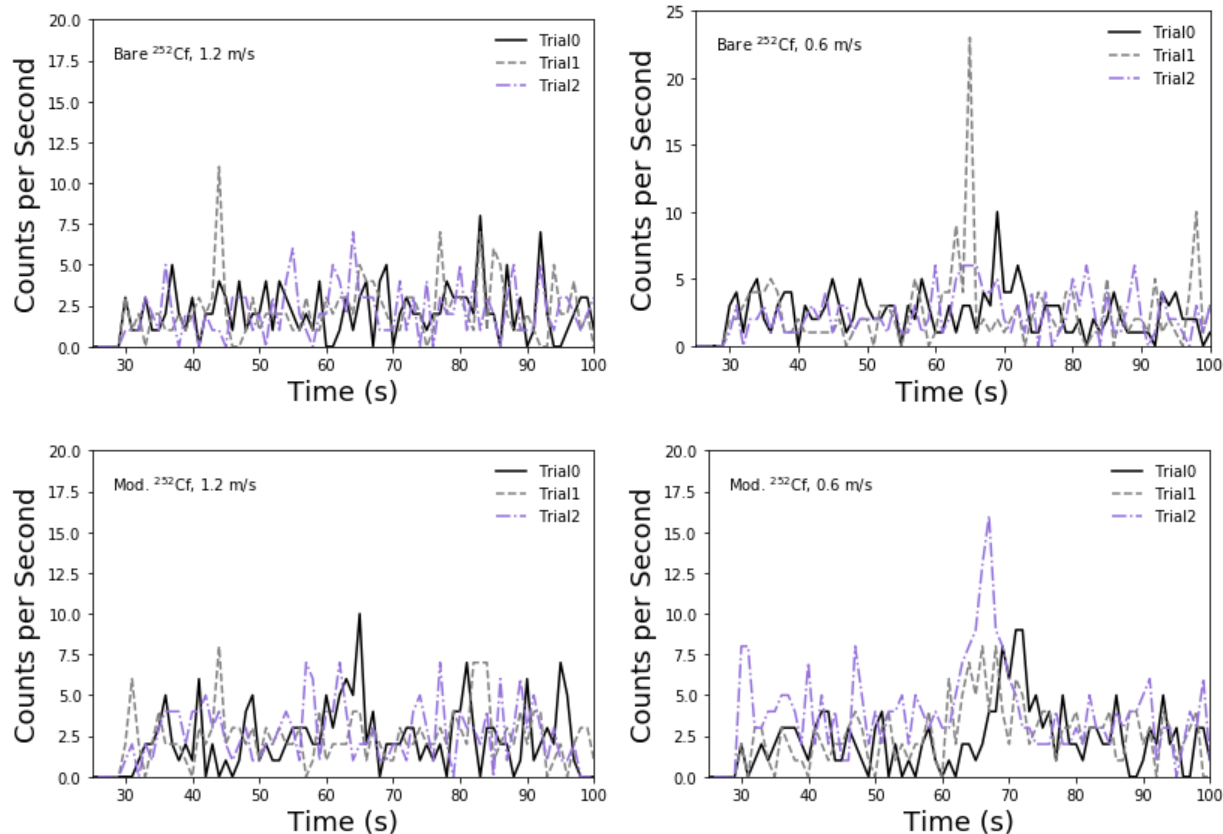 Bare ²⁵²Cf, 1.2 m/s
Trial0
Trial1
Trial2
Counts per Second
20.0
17.5
15.0
12.5
10.0
7.5
5.0
2.5
0.0
30 40 50 60 70 80 90 100
Time (s)
Bare ²⁵²Cf, 0.6 m/s
Trial0
Trial1
Trial2
Counts per Second
25
20
15
10
5
0
30 40 50 60 70 80 90 100
Time (s)
Mod. ²⁵²Cf, 1.2 m/s
Trial0
Trial1
Trial2
Counts per Second
20.0
17.5
15.0
12.5
10.0
7.5
5.0
2.5
0.0
30 40 50 60 70 80 90 100
Time (s)
Mod. ²⁵²Cf, 0.6 m/s
Trial0
Trial1
Trial2
Counts per Second
20.0
17.5
15.0
12.5
10.0
7.5
5.0
2.5
0.0
30 40 50 60 70 80 90 100
Time (s)